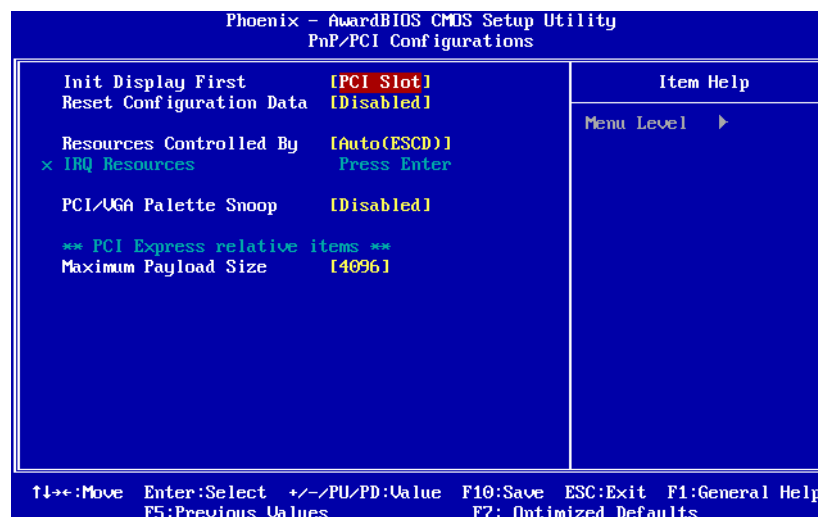 Phoenix - AwardBIOS CMOS Setup Utility
PnP/PCI Configurations
Init Display First [PCI Slot]
Reset Configuration Data [Disabled]
Resources Controlled By [Auto(ESCD)]
x IRQ Resources Press Enter
PCI/VGA Palette Snoop [Disabled]
** PCI Express relative items **
Maximum Payload Size [4096]
Item Help
Menu Level ▶
↑↓→←:Move Enter:Select +/-/PU/PD:Value F10:Save ESC:Exit F1:General Help
F5:Previous Values F7: Optimized Defaults